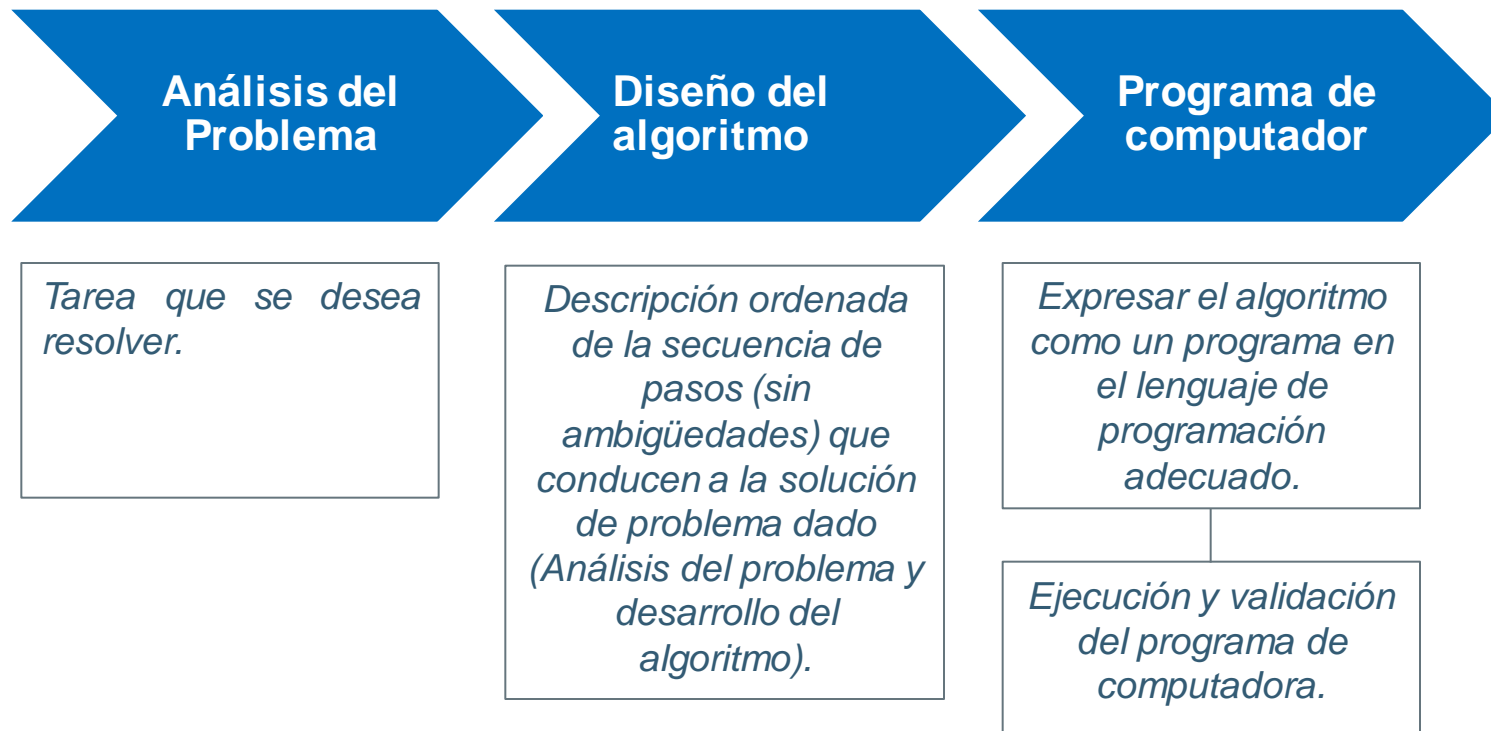 Análisis del
Problema
Diseño del
algoritmo
Programa de
computador
Tarea que se desea
resolver.
Descripción ordenada
de la secuencia de
pasos (sin
ambigüedades) que
conducen a la solución
de problema dado
(Análisis del problema y
desarrollo del
algoritmo).
Expresar el algoritmo
como un programa en
el lenguaje de
programación
adecuado.
Ejecución y validación
del programa de
computadora.